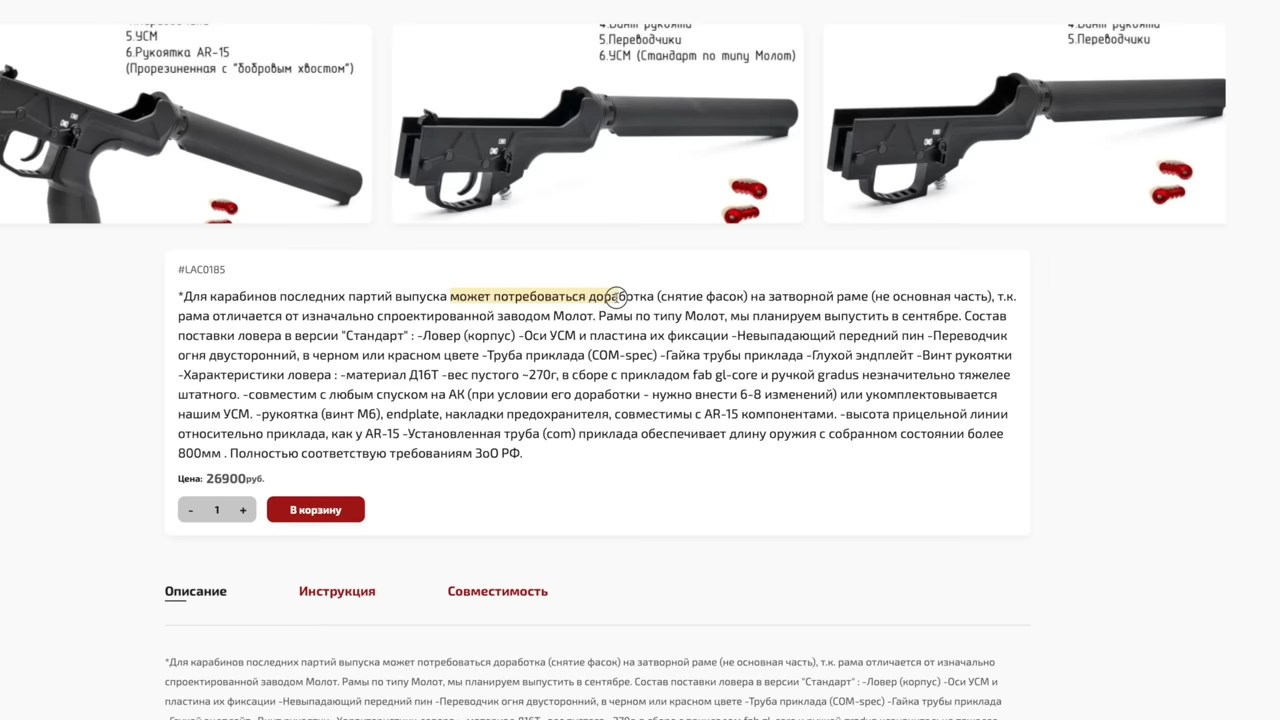 5.УСМ
6.Рукоятка AR-15
(Прорезиненная с "бобровым хвостом")
4.Винт рукояти
5.Переводчики
6.УСМ (Стандарт по типу Молот)
4.Винт рукояти
5.Переводчики
#LAC0185
*Для карабинов последних партий выпуска может потребоваться доработка (снятие фасок) на затворной раме (не основная часть), т.к.
рама отличается от изначально спроектированной заводом Молот. Рамы по типу Молот, мы планируем выпустить в сентябре. Состав
поставки ловера в версии "Стандарт" : -Ловер (корпус) -Оси УСМ и пластина их фиксации -Невыпадающий передний пин -Переводчик
огня двусторонний, в черном или красном цвете -Труба приклада (COM-spec) -Гайка трубы приклада -Глухой эндплейт -Винт рукоятки
-Характеристики ловера : -материал Д16Т -вес пустого ~270г, в сборе с прикладом fab gl-core и ручкой gradus незначительно тяжелее
штатного. -совместим с любым спуском на АК (при условии его доработки - нужно внести 6-8 изменений) или укомплектовывается
нашим УСМ. -рукоятка (винт М6), endplate, накладки предохранителя, совместимы с AR-15 компонентами. -высота прицельной линии
относительно приклада, как у AR-15 -Установленная труба (com) приклада обеспечивает длину оружия с собранном состоянии более
800мм . Полностью соответствую требованиям ЗоО РФ.
Цена: 26900руб.
- 1 +
В корзину
Описание
Инструкция
Совместимость
*Для карабинов последних партий выпуска может потребоваться доработка (снятие фасок) на затворной раме (не основная часть), т.к. рама отличается от изначально
спроектированной заводом Молот. Рамы по типу Молот, мы планируем выпустить в сентябре. Состав поставки ловера в версии "Стандарт" : -Ловер (корпус) -Оси УСМ и
пластина их фиксации -Невыпадающий передний пин -Переводчик огня двусторонний, в черном или красном цвете -Труба приклада (COM-spec) -Гайка трубы приклада